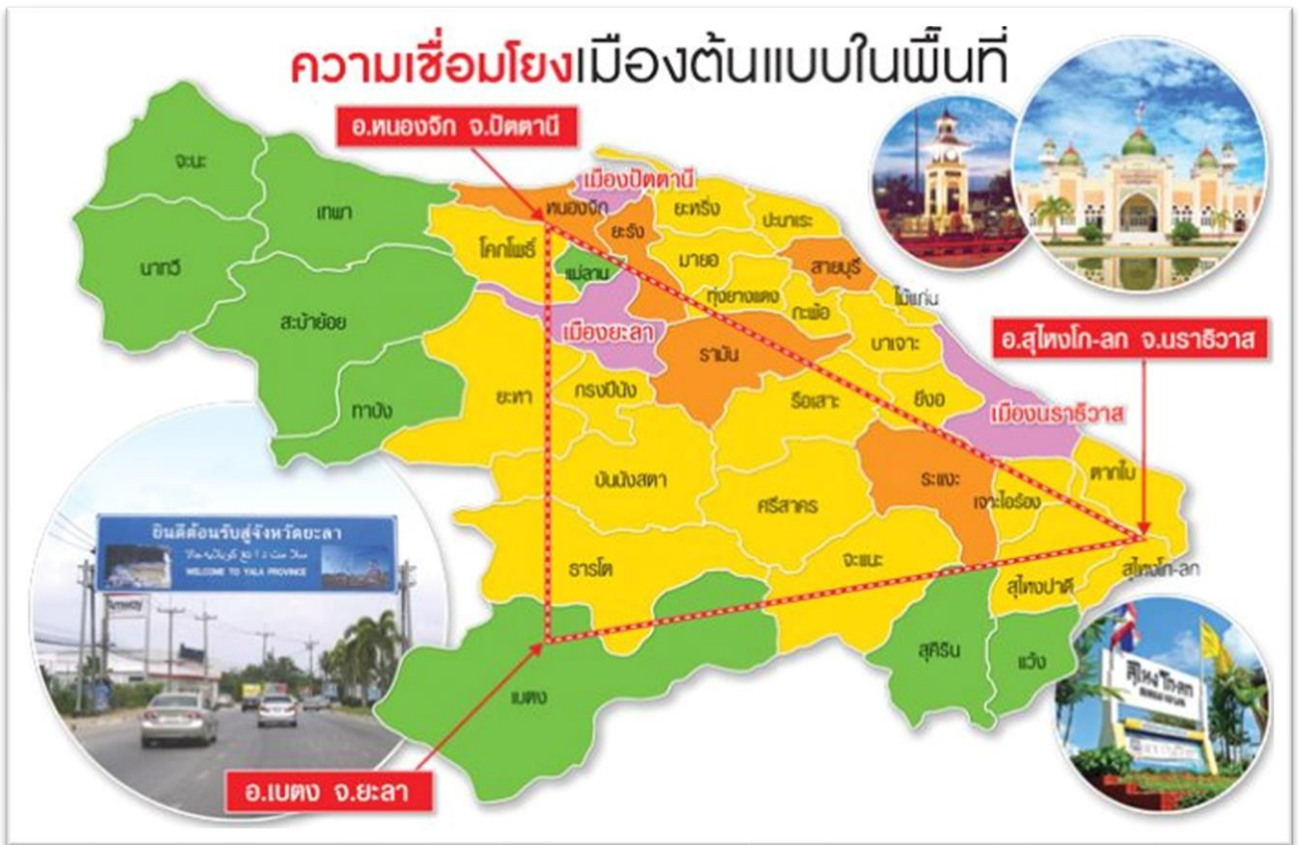 ความเชื่อมโยงเมืองต้นแบบในพื้นที่
อ.หนองจิก จ.ปัตตานี
จะนะ
เทพา
นาทวี
สะบ้าย้อย
เมืองปัตตานี
หนองจิก
ยะรัง
ยะหริ่ง
ปะนาเระ
โคกโพธิ์
แม่ลาน
มายอ
สายบุรี
ทุ่งยางแดง
กะพ้อ
ไม้แก่น
อ.สุไหงโก-ลก จ.นราธิวาส
เมืองยะลา
รามัน
บาเจาะ
ยะหา
กรงปินัง
รือเสาะ
ยี่งอ
เมืองนราธิวาส
บันนังสตา
ศรีสาคร
ระแงะ
เจาะไอร้อง
ตากใบ
ธารโต
จะแนะ
สุไหงปาดี
สุไหงโก-ลก
เบตง
สุคิริน
แว้ง
ยินดีต้อนรับสู่จังหวัดยะลา
WELCOME TO YALA PROVINCE
Amway
สุไหงโก-ลก
อ.เบตง จ.ยะลา